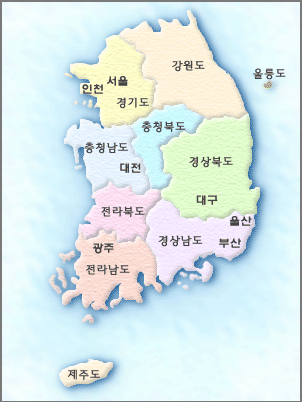 강원도
울릉도
서울
인천
경기도
충청북도
충청남도
경상북도
대전
대구
전라북도
울산
경상남도
부산
광주
전라남도
제주도